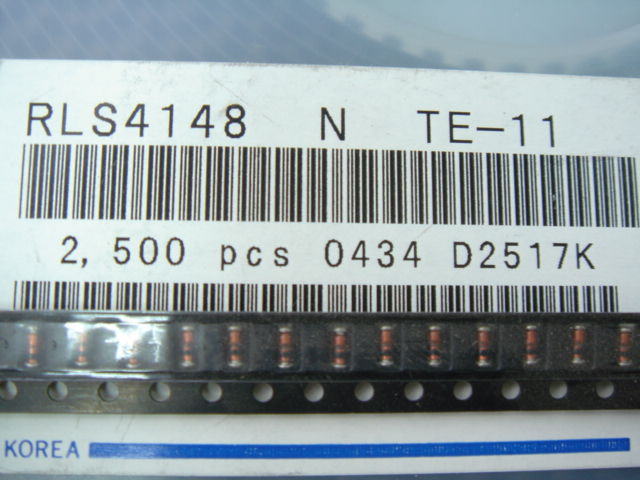 RLS4148 N TE-11
2,500 pcs 0434 D2517K
KOREA